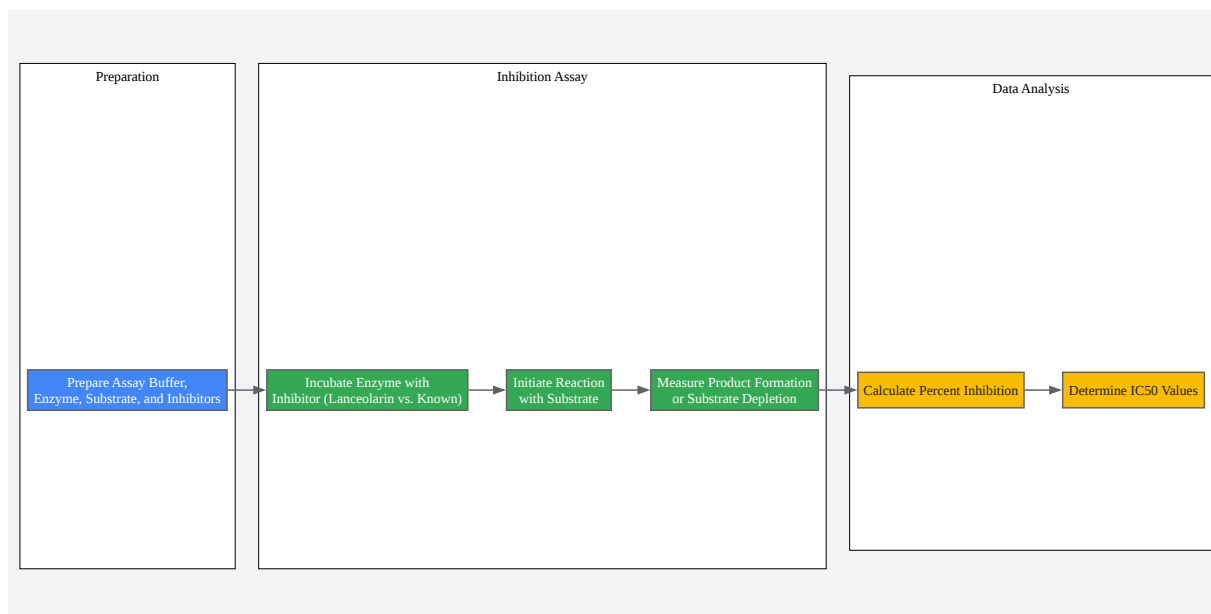 Preparation
Prepare Assay Buffer,
Enzyme, Substrate, and Inhibitors
Inhibition Assay
Incubate Enzyme with
Inhibitor (Lanceolarin vs. Known)
Initiate Reaction
with Substrate
Measure Product Formation
or Substrate Depletion
Data Analysis
Calculate Percent Inhibition
Determine IC50 Values